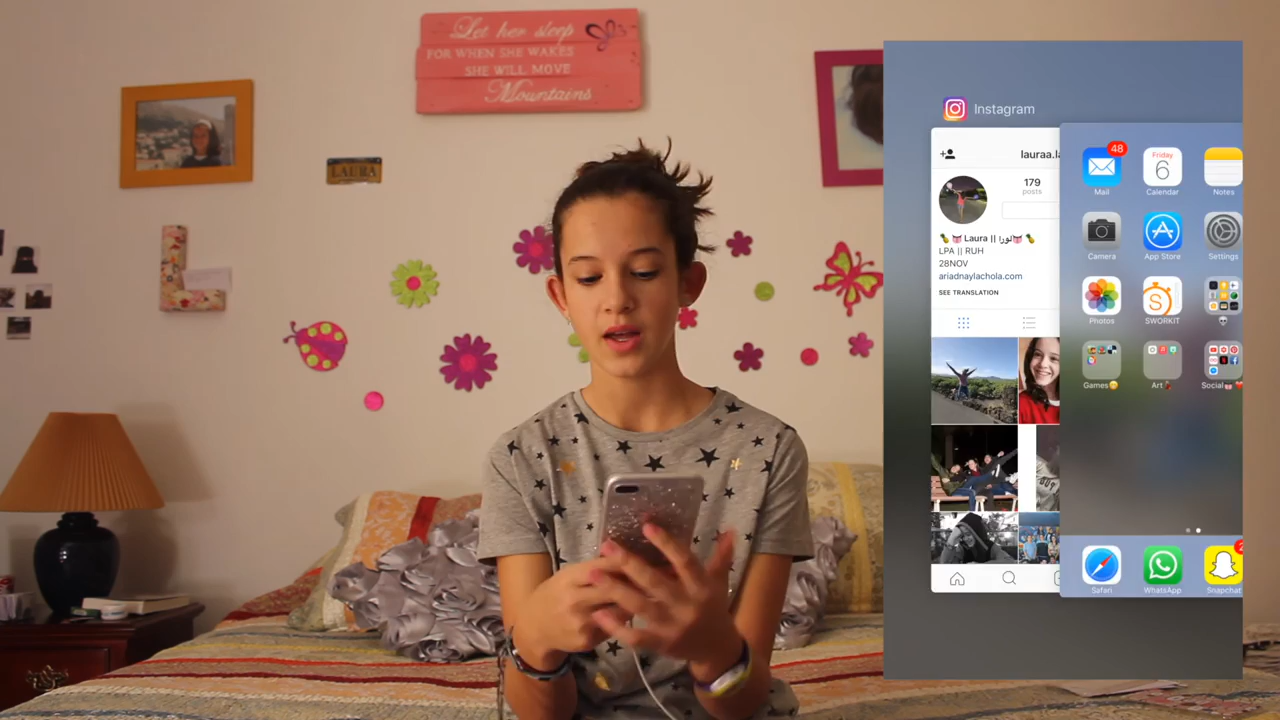 Let her sleep
FOR WHEN SHE WAKES
SHE WILL MOVE
Mountains
LAURA
Instagram
lauraa.la
179
posts
🍍👅 Laura || نورا👅🍍
LPA || RUH
28NOV
ariadnaylachola.com
SEE TRANSLATION
48
Friday
6
Mail
Calendar
Notes
Camera
App Store
Settings
Photos
SWORKIT
💀
Games😁
Art💃
Social👅❤️
2
Safari
WhatsApp
Snapchat